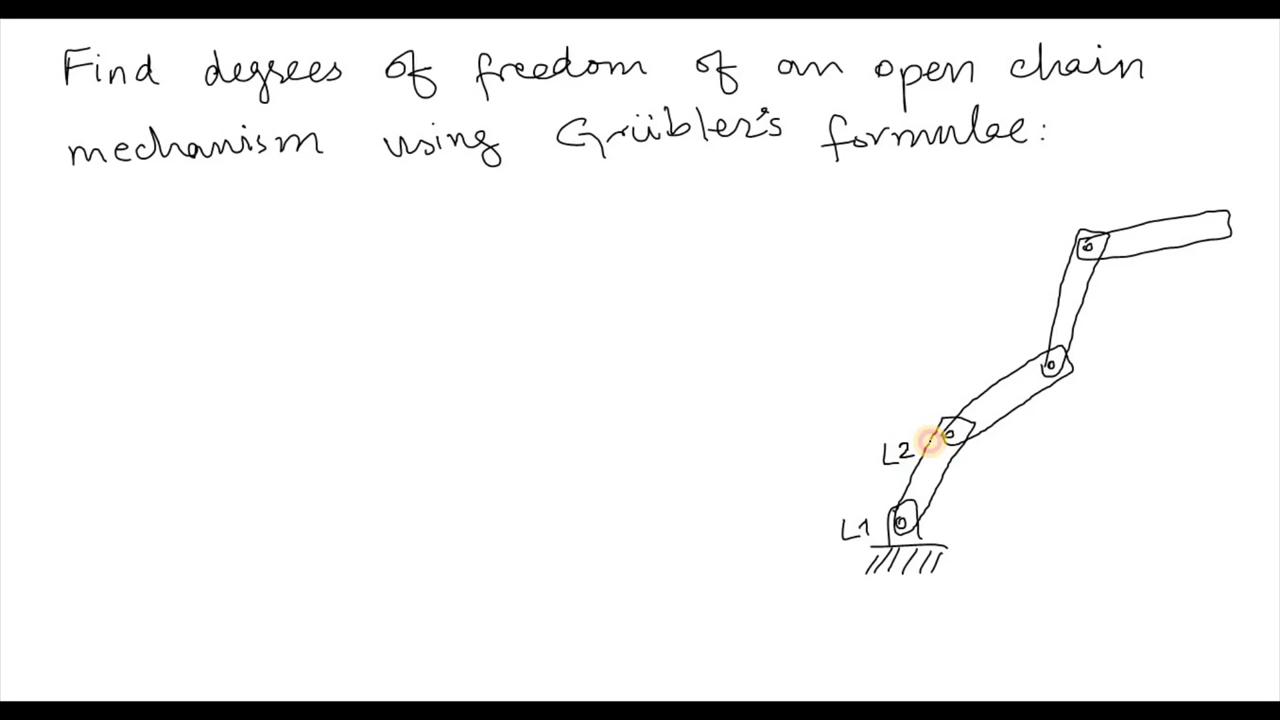 Find degrees of freedom of an open chain
mechanism using Grübler's formulae:
L2
L1